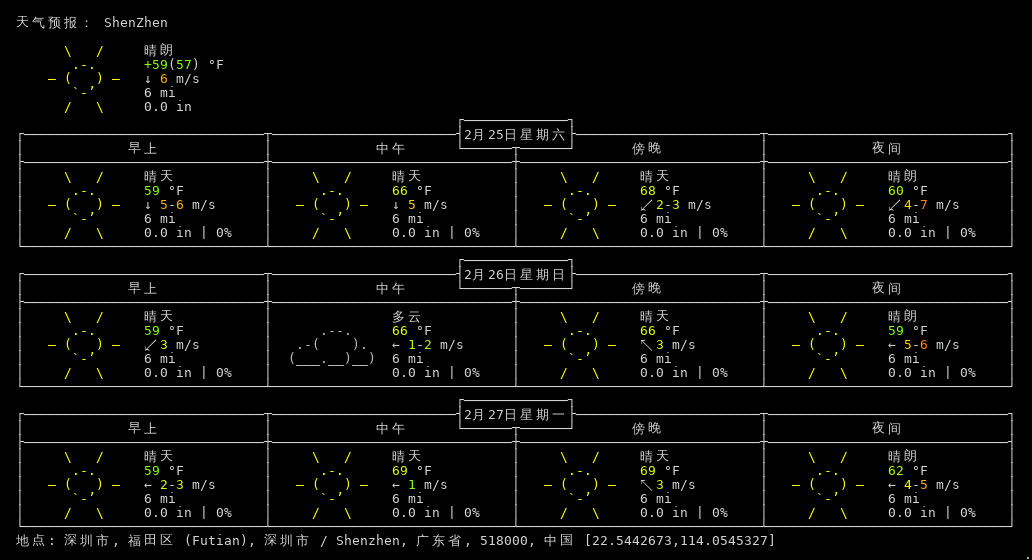 天气预报： ShenZhen
晴朗
+59(57) °F
↓ 6 m/s
6 mi
0.0 in
2月25日星期六
早上 中午 傍晚 夜间
晴天 晴天 晴天 晴朗
59 °F 66 °F 68 °F 60 °F
↓ 5-6 m/s ↓ 5 m/s ↙ 2-3 m/s ↙ 4-7 m/s
6 mi 6 mi 6 mi 6 mi
0.0 in | 0% 0.0 in | 0% 0.0 in | 0% 0.0 in | 0%
2月26日星期日
早上 中午 傍晚 夜间
晴天 多云 晴天 晴朗
59 °F 66 °F 66 °F 59 °F
↙ 3 m/s ← 1-2 m/s ↖ 3 m/s ← 5-6 m/s
6 mi 6 mi 6 mi 6 mi
0.0 in | 0% 0.0 in | 0% 0.0 in | 0% 0.0 in | 0%
2月27日星期一
早上 中午 傍晚 夜间
晴天 晴天 晴天 晴朗
59 °F 69 °F 69 °F 62 °F
← 2-3 m/s ← 1 m/s ↖ 3 m/s ← 4-5 m/s
6 mi 6 mi 6 mi 6 mi
0.0 in | 0% 0.0 in | 0% 0.0 in | 0% 0.0 in | 0%
地点: 深圳市, 福田区 (Futian), 深圳市 / Shenzhen, 广东省, 518000, 中国 [22.5442673,114.0545327]